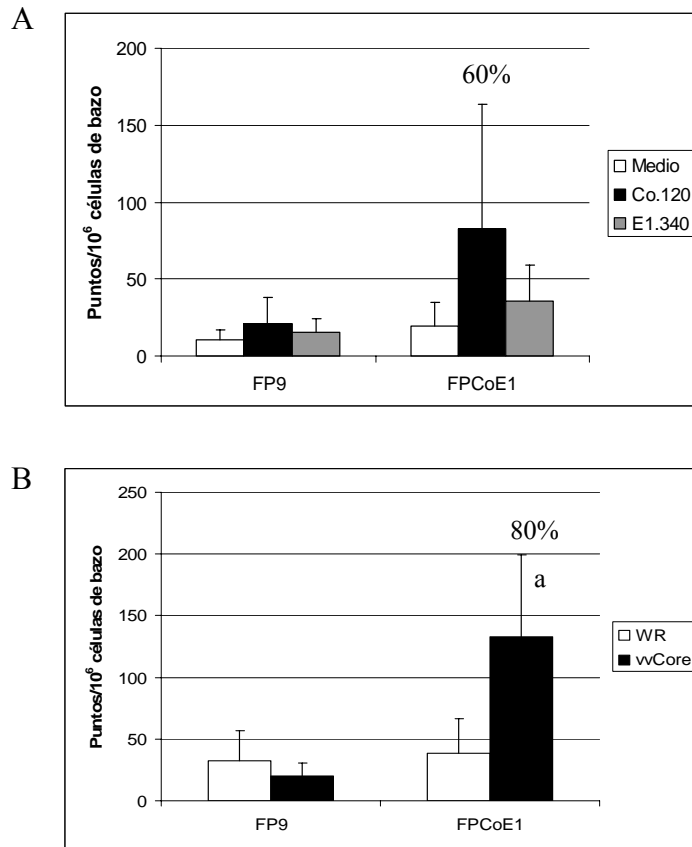 A
200
60%
150
100
50
0
Puntos/10⁶ células de bazo
FP9 FPCoE1
Medio
Co.120
E1.340
B
250
80%
200
a
150
100
50
0
Puntos/10⁶ células de bazo
FP9 FPCoE1
WR
vvCore